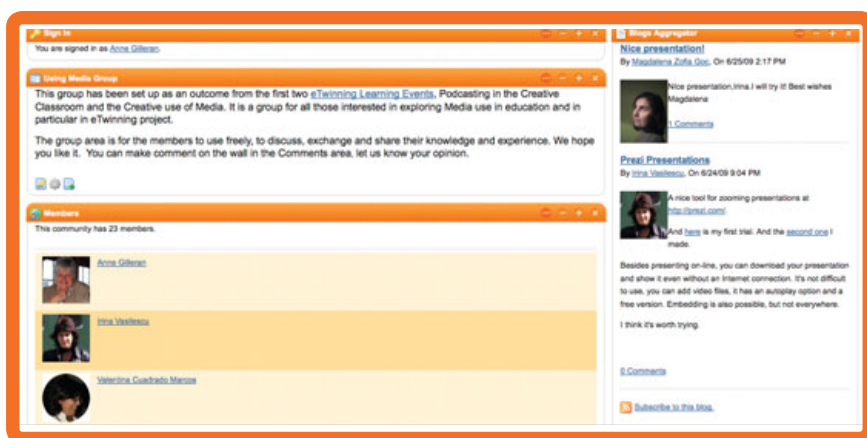 Sign In
You are signed in as Anne Gilleran.
Using Media Group
This group has been set up as an outcome from the first two eTwinning Learning Events, Podcasting in the Creative
Classroom and the Creative use of Media. It is a group for all those interested in exploring Media use in education and in
particular in eTwinning project.
The group area is for the members to use freely, to discuss, exchange and share their knowledge and experience. We hope
you like it. You can make comment on the wall in the Comments area, let us know your opinion.
Members
This community has 23 members.
Anne Gilleran
Irina Vasilescu
Valentina Cuadrado Marcos
Blogs Aggregator
Nice presentation!
By Magdalena Zofia Goc, On 6/25/09 2:17 PM
Nice presentation,Irina.I will try it! Best wishes
Magdalena
1 Comments
Prezi Presentations
By Irina Vasilescu, On 6/24/09 9:04 PM
A nice tool for zooming presentations at
http://prezi.com/.
And here is my first trial. And the second one I
made.
Besides presenting on-line, you can download your presentation
and show it even without an Internet connection. It's not difficult
to use, you can add video files, it has an autoplay option and a
free version. Embedding is also possible, but not everywhere.
I think it's worth trying.
0 Comments
Subscribe to this blog.